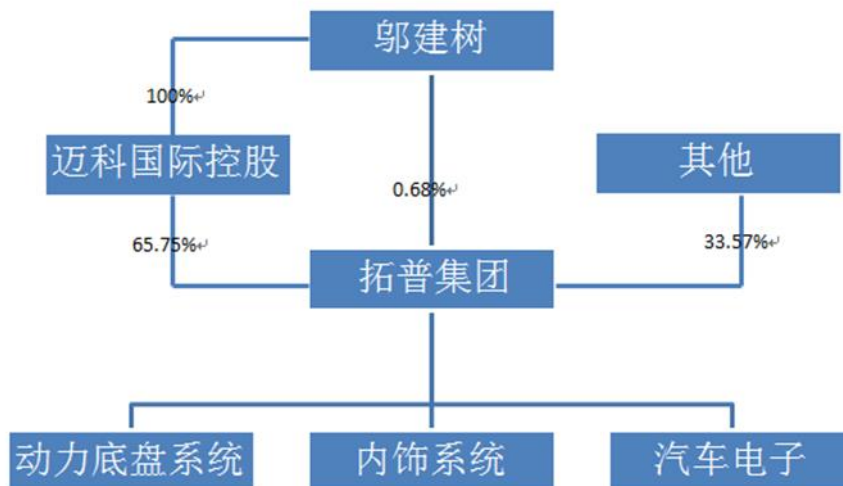 邬建树
100%↵
迈科国际控股
其他
0.68%↵
65.75%↵
33.57%↵
拓普集团
动力底盘系统
内饰系统
汽车电子